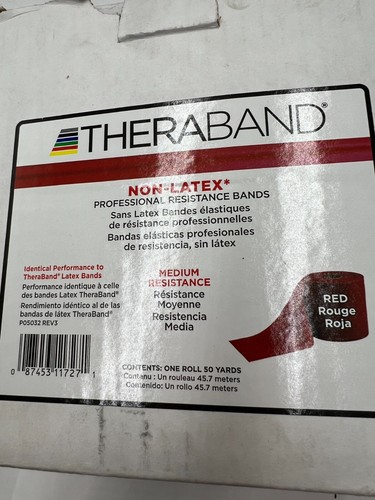 THERABAND®
NON-LATEX*
PROFESSIONAL RESISTANCE BANDS
Sans Latex Bandes élastiques
de résistance professionnelles
Bandas elásticas profesionales
de resistencia, sin látex
Identical Performance to
TheraBand® Latex Bands
Performance identique à celle
des bandes Latex TheraBand®
Rendimiento idéntico al de las
bandas de látex TheraBand®
P05032 REV3
MEDIUM
RESISTANCE
Résistance
Moyenne
Resistencia
Media
RED
Rouge
Roja
0 87453 11727 1
CONTENTS: ONE ROLL 50 YARDS
Contenu : Un rouleau 45.7 meters
Contenido: Un rollo 45.7 meters